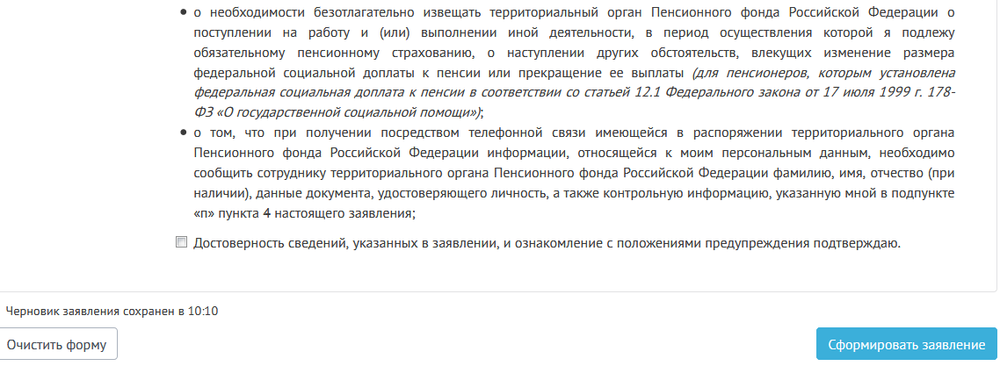 • о необходимости безотлагательно извещать территориальный орган Пенсионного фонда Российской Федерации о
поступлении на работу и (или) выполнении иной деятельности, в период осуществления которой я подлежу
обязательному пенсионному страхованию, о наступлении других обстоятельств, влекущих изменение размера
федеральной социальной доплаты к пенсии или прекращение ее выплаты (для пенсионеров, которым установлена
федеральная социальная доплата к пенсии в соответствии со статьей 12.1 Федерального закона от 17 июля 1999 г. 178-
ФЗ «О государственной социальной помощи»);
• о том, что при получении посредством телефонной связи имеющейся в распоряжении территориального органа
Пенсионного фонда Российской Федерации информации, относящейся к моим персональным данным, необходимо
сообщить сотруднику территориального органа Пенсионного фонда Российской Федерации фамилию, имя, отчество (при
наличии), данные документа, удостоверяющего личность, а также контрольную информацию, указанную мной в подпункте
«п» пункта 4 настоящего заявления;
Достоверность сведений, указанных в заявлении, и ознакомление с положениями предупреждения подтверждаю.
Черновик заявления сохранен в 10:10
Очистить форму
Сформировать заявление